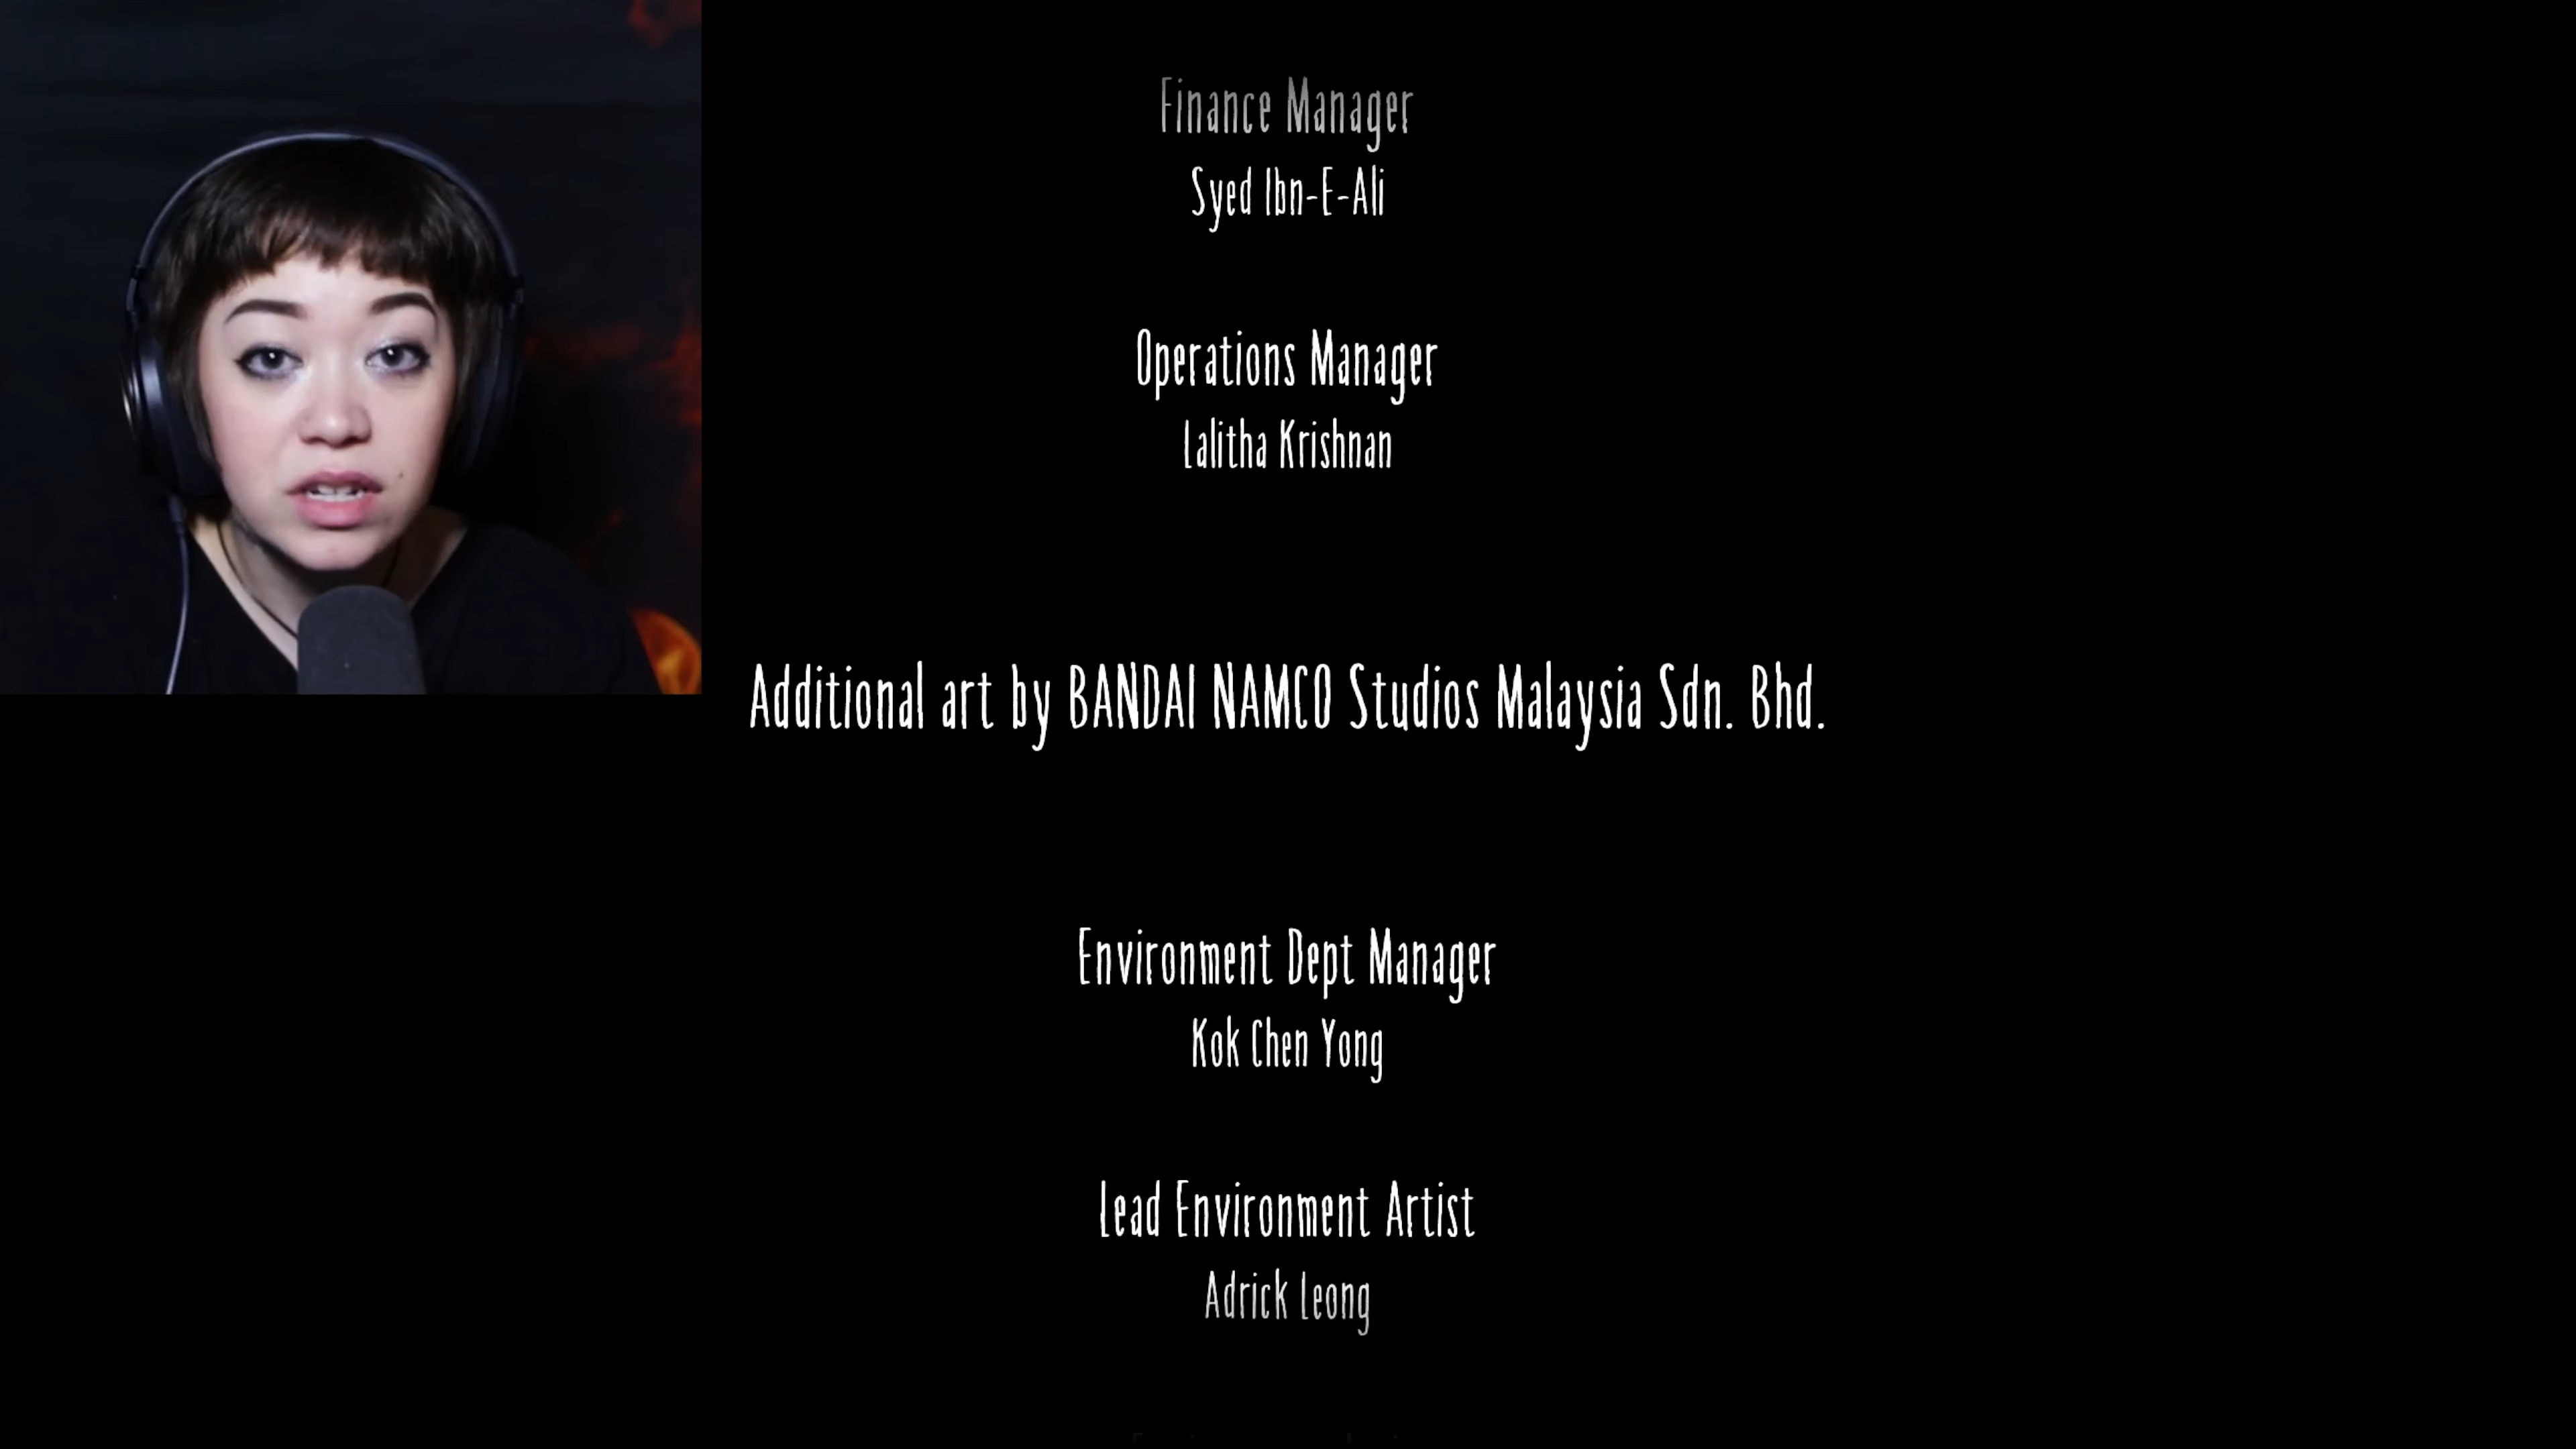 Finance Manager
Syed Ibn-E-Ali
Operations Manager
Lalitha Krishnan
Additional art by BANDAI NAMCO Studios Malaysia Sdn. Bhd.
Environment Dept Manager
Kok Chen Yong
Lead Environment Artist
Adrick Leong